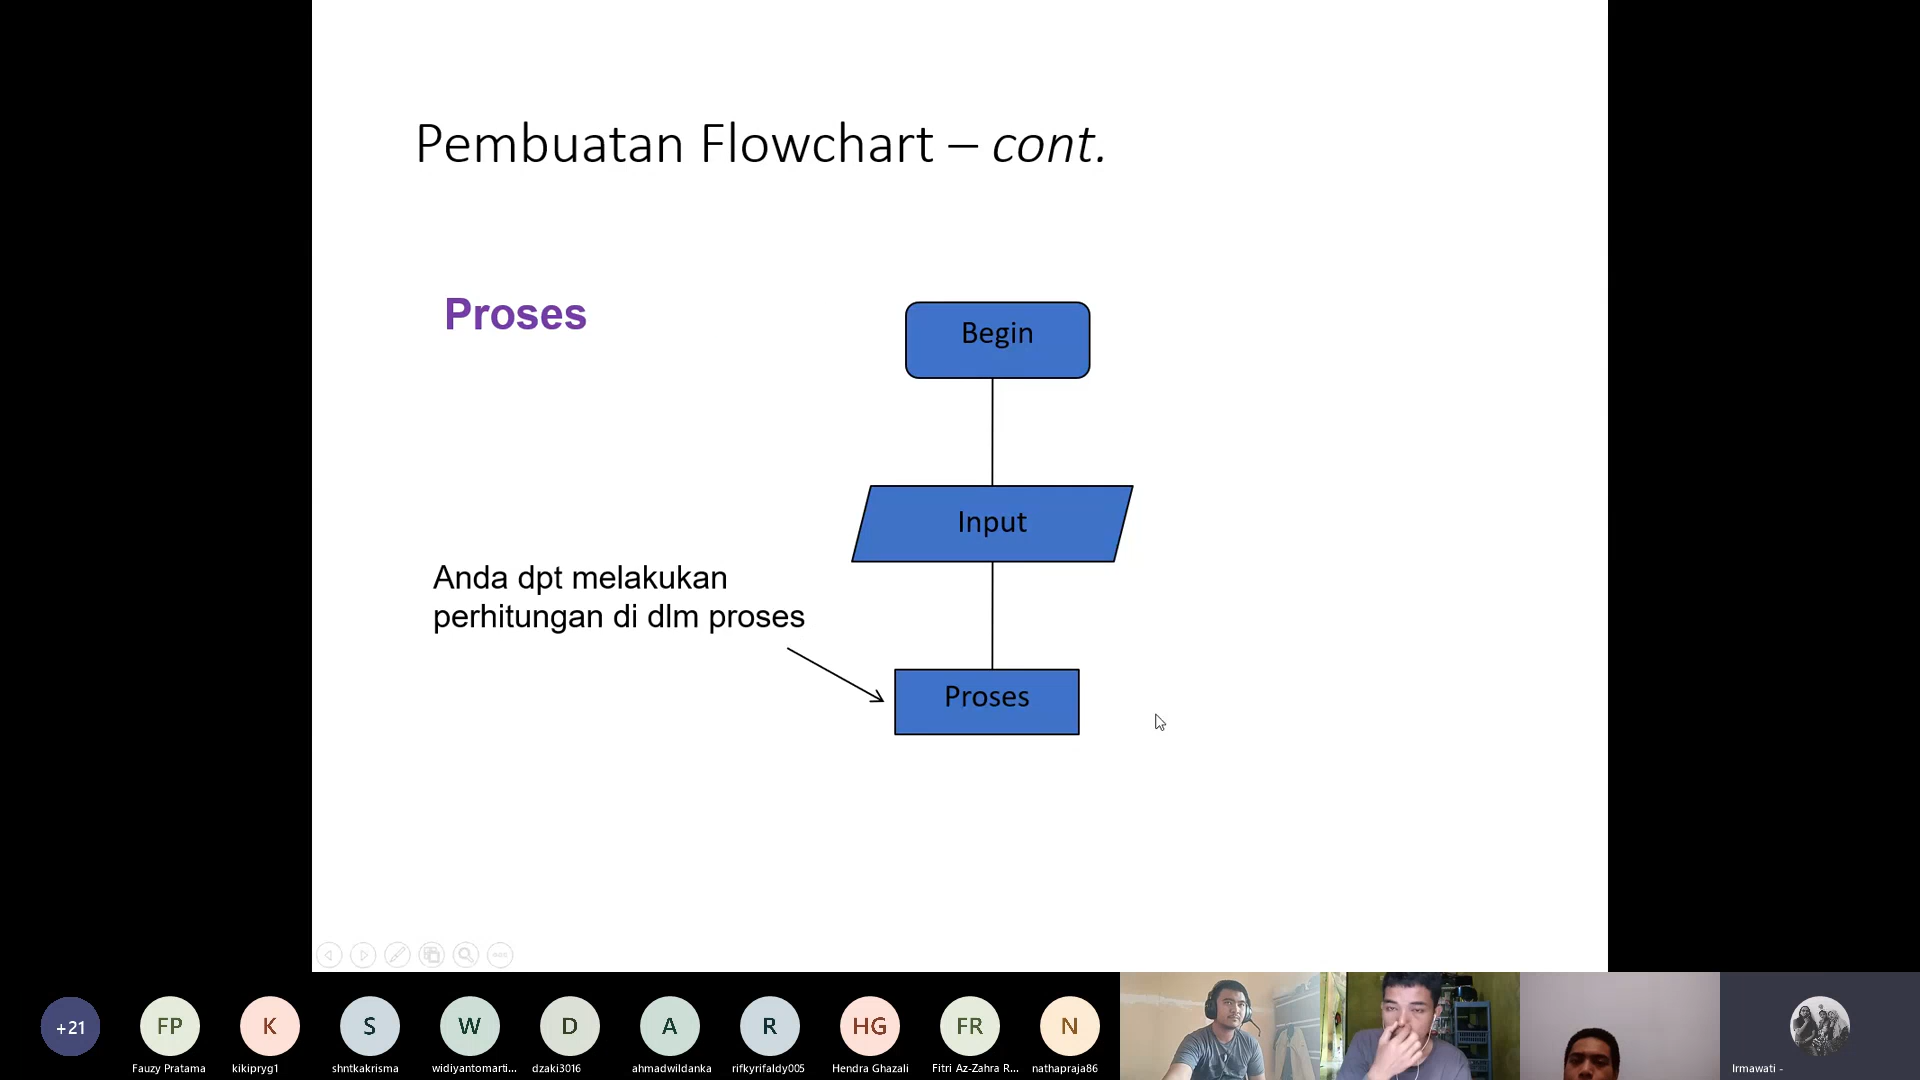 Pembuatan Flowchart – cont.
Proses
Begin
Input
Anda dpt melakukan
perhitungan di dlm proses
Proses
+21
FP
K
S
W
D
A
R
HG
FR
N
Fauzy Pratama
kikipryg1
shntkakrisma
widiyantomarti...
dzaki3016
ahmadwildanka
rifkyrifaldy005
Hendra Ghazali
Fitri Az-Zahra R...
nathapraja86
Irmawati -